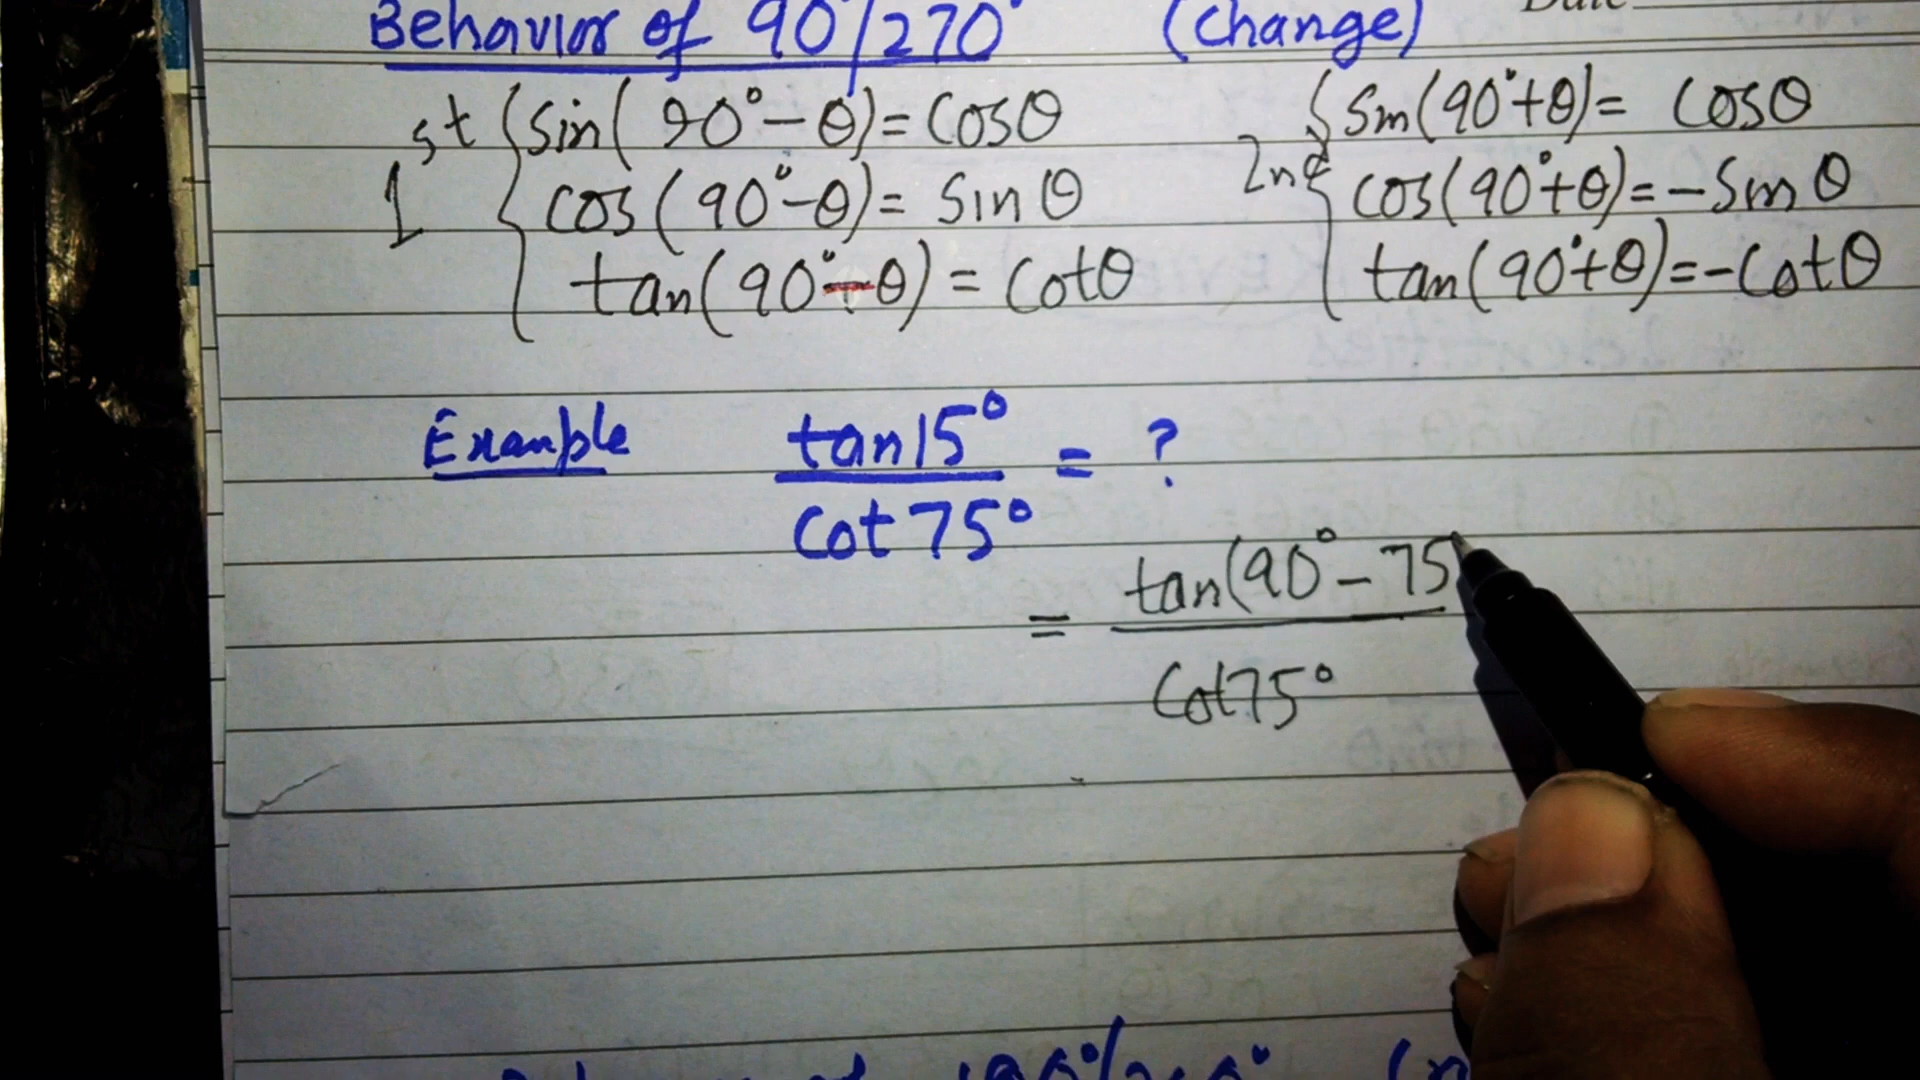 Date
Behavior of 90°/270° (Change)
1st { sin(90°-θ)=cosθ
cos(90°-θ)= sinθ
tan(90°-θ)= cotθ
2nd { sin(90°+θ)= cosθ
cos(90°+θ)=-sinθ
tan(90°+θ)=-cotθ
Example tan15°/cot75° = ?
= tan(90°-75/cot75°